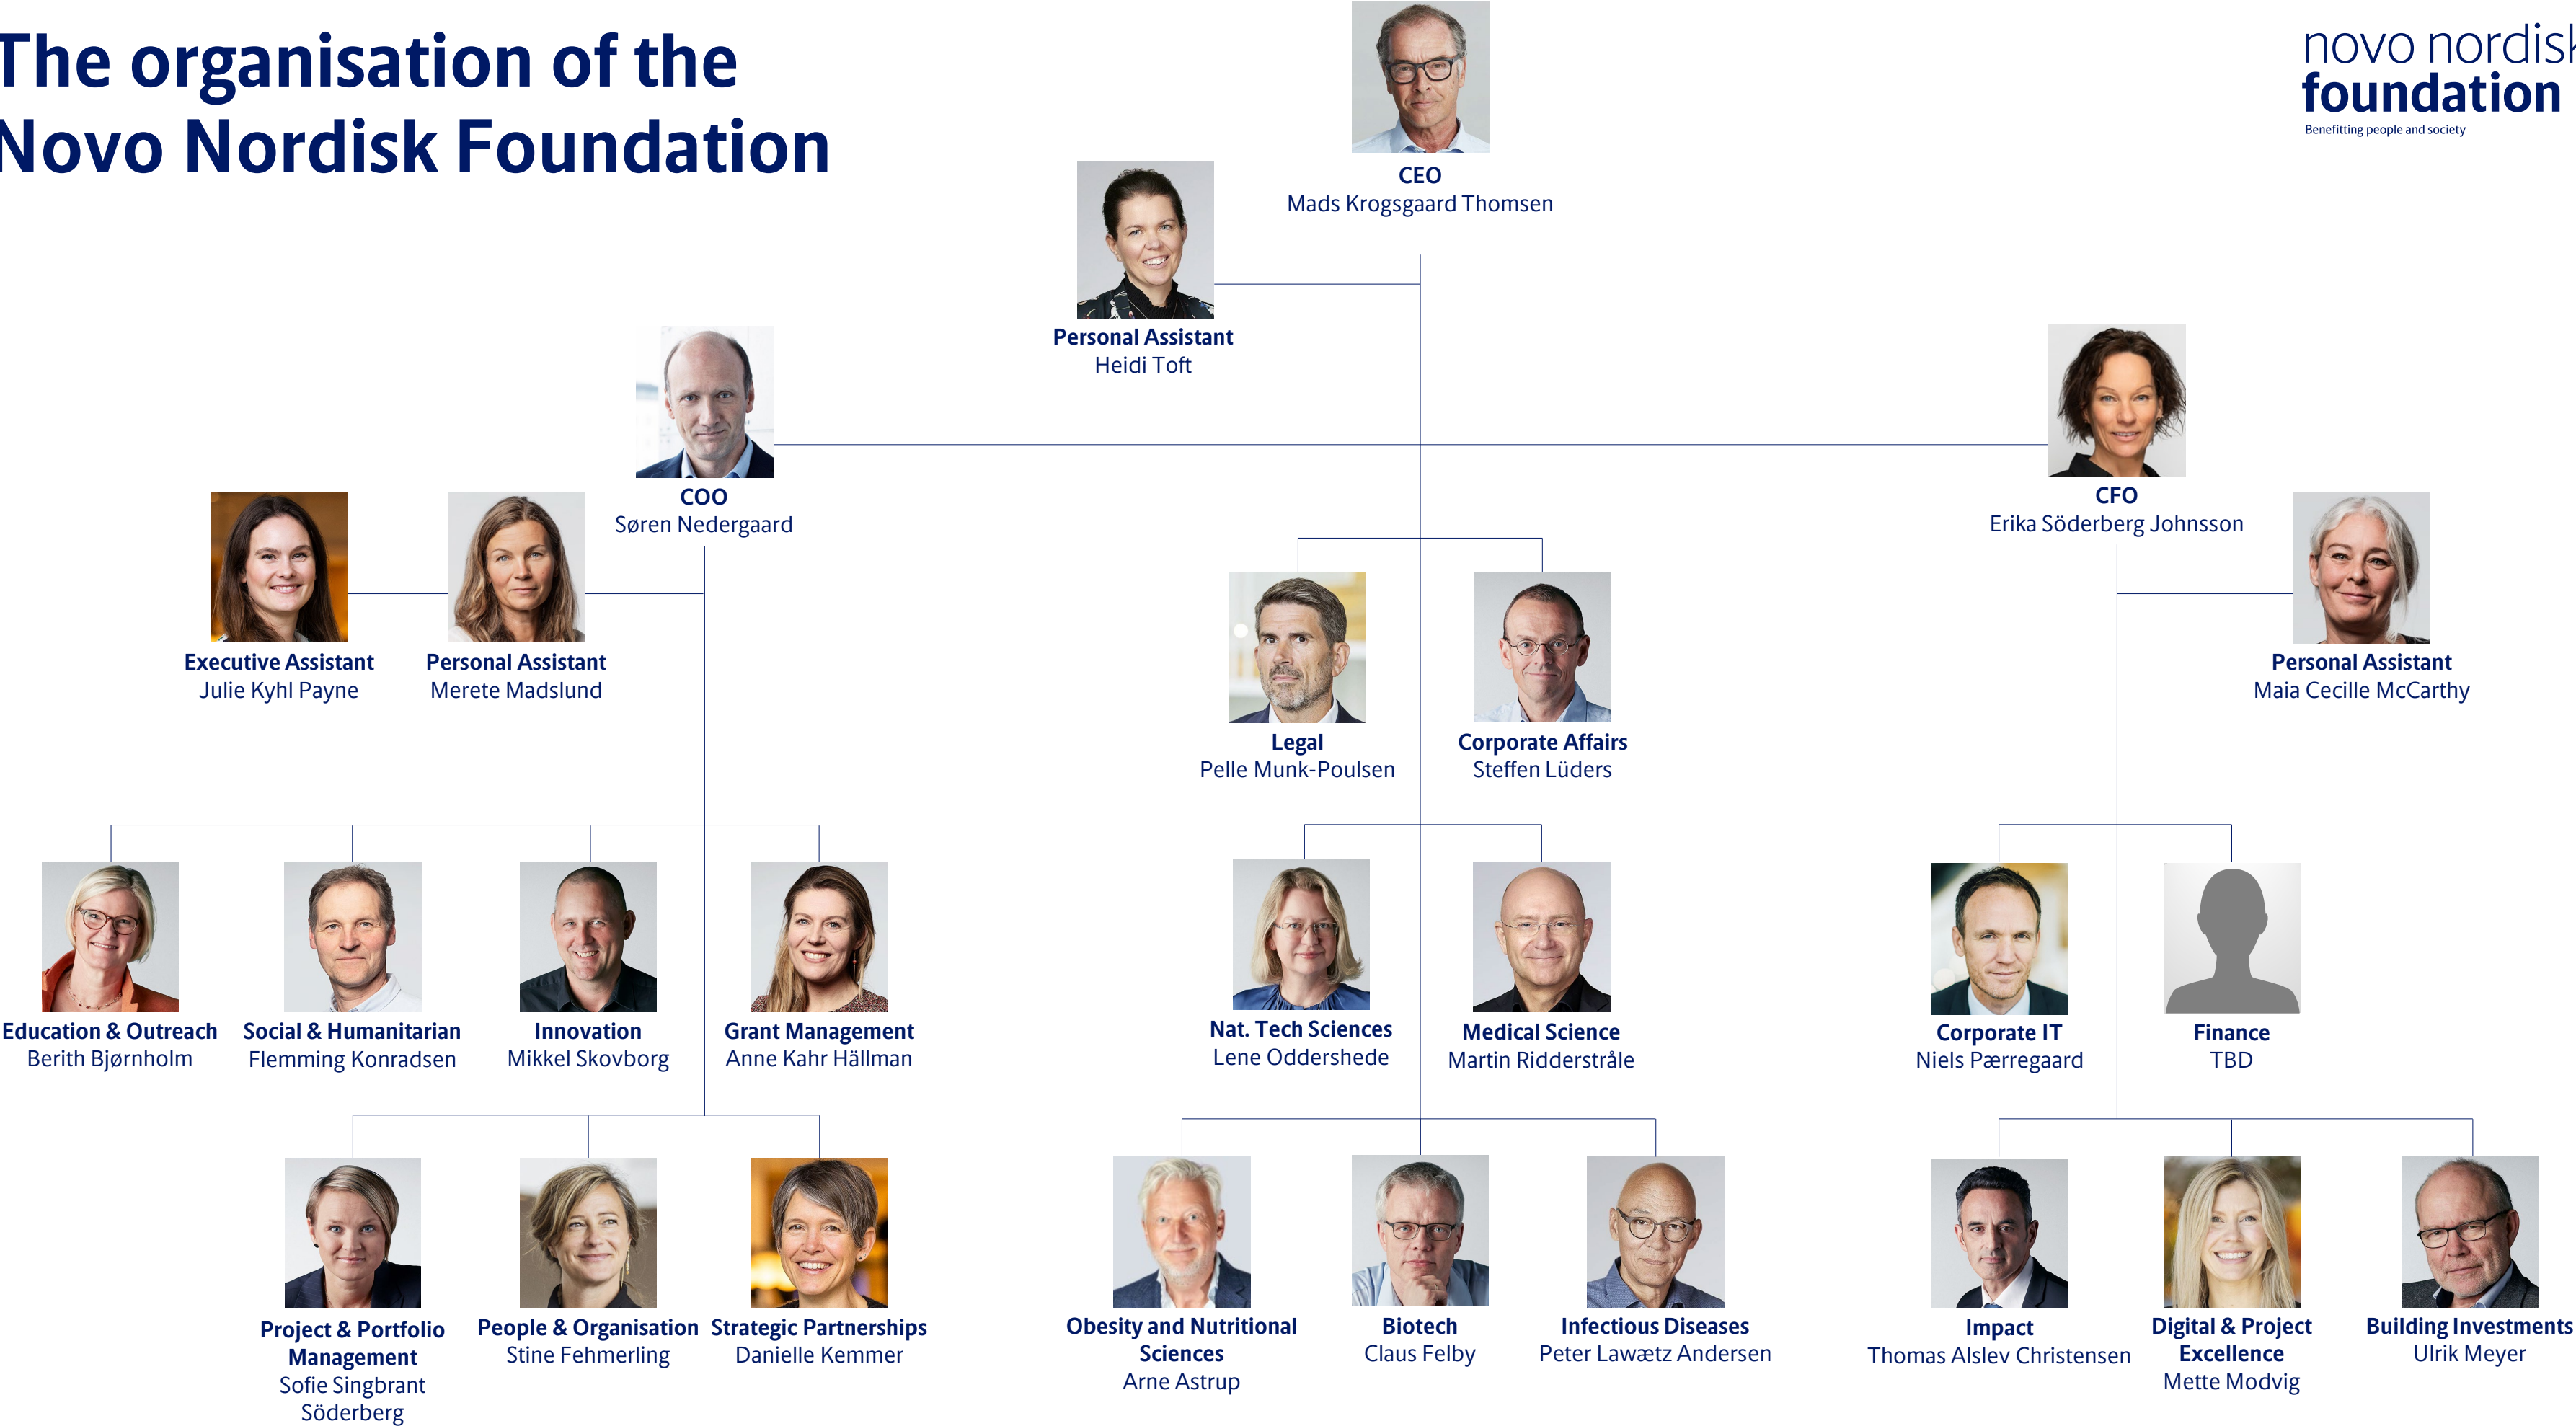 The organisation of the
Novo Nordisk Foundation
novo nordisk
foundation
Benefitting people and society
CEO
Mads Krogsgaard Thomsen
Personal Assistant
Heidi Toft
COO
Søren Nedergaard
CFO
Erika Söderberg Johnsson
Executive Assistant
Julie Kyhl Payne
Personal Assistant
Merete Madslund
Personal Assistant
Maia Cecille McCarthy
Legal
Pelle Munk-Poulsen
Corporate Affairs
Steffen Lüders
Education & Outreach
Berith Bjørnholm
Social & Humanitarian
Flemming Konradsen
Innovation
Mikkel Skovborg
Grant Management
Anne Kahr Hällman
Nat. Tech Sciences
Lene Oddershede
Medical Science
Martin Ridderstråle
Corporate IT
Niels Pærregaard
Finance
TBD
Project & Portfolio
Management
Sofie Singbrant
Söderberg
People & Organisation
Stine Fehmerling
Strategic Partnerships
Danielle Kemmer
Obesity and Nutritional
Sciences
Arne Astrup
Biotech
Claus Felby
Infectious Diseases
Peter Lawætz Andersen
Impact
Thomas Alslev Christensen
Digital & Project
Excellence
Mette Modvig
Building Investments
Ulrik Meyer